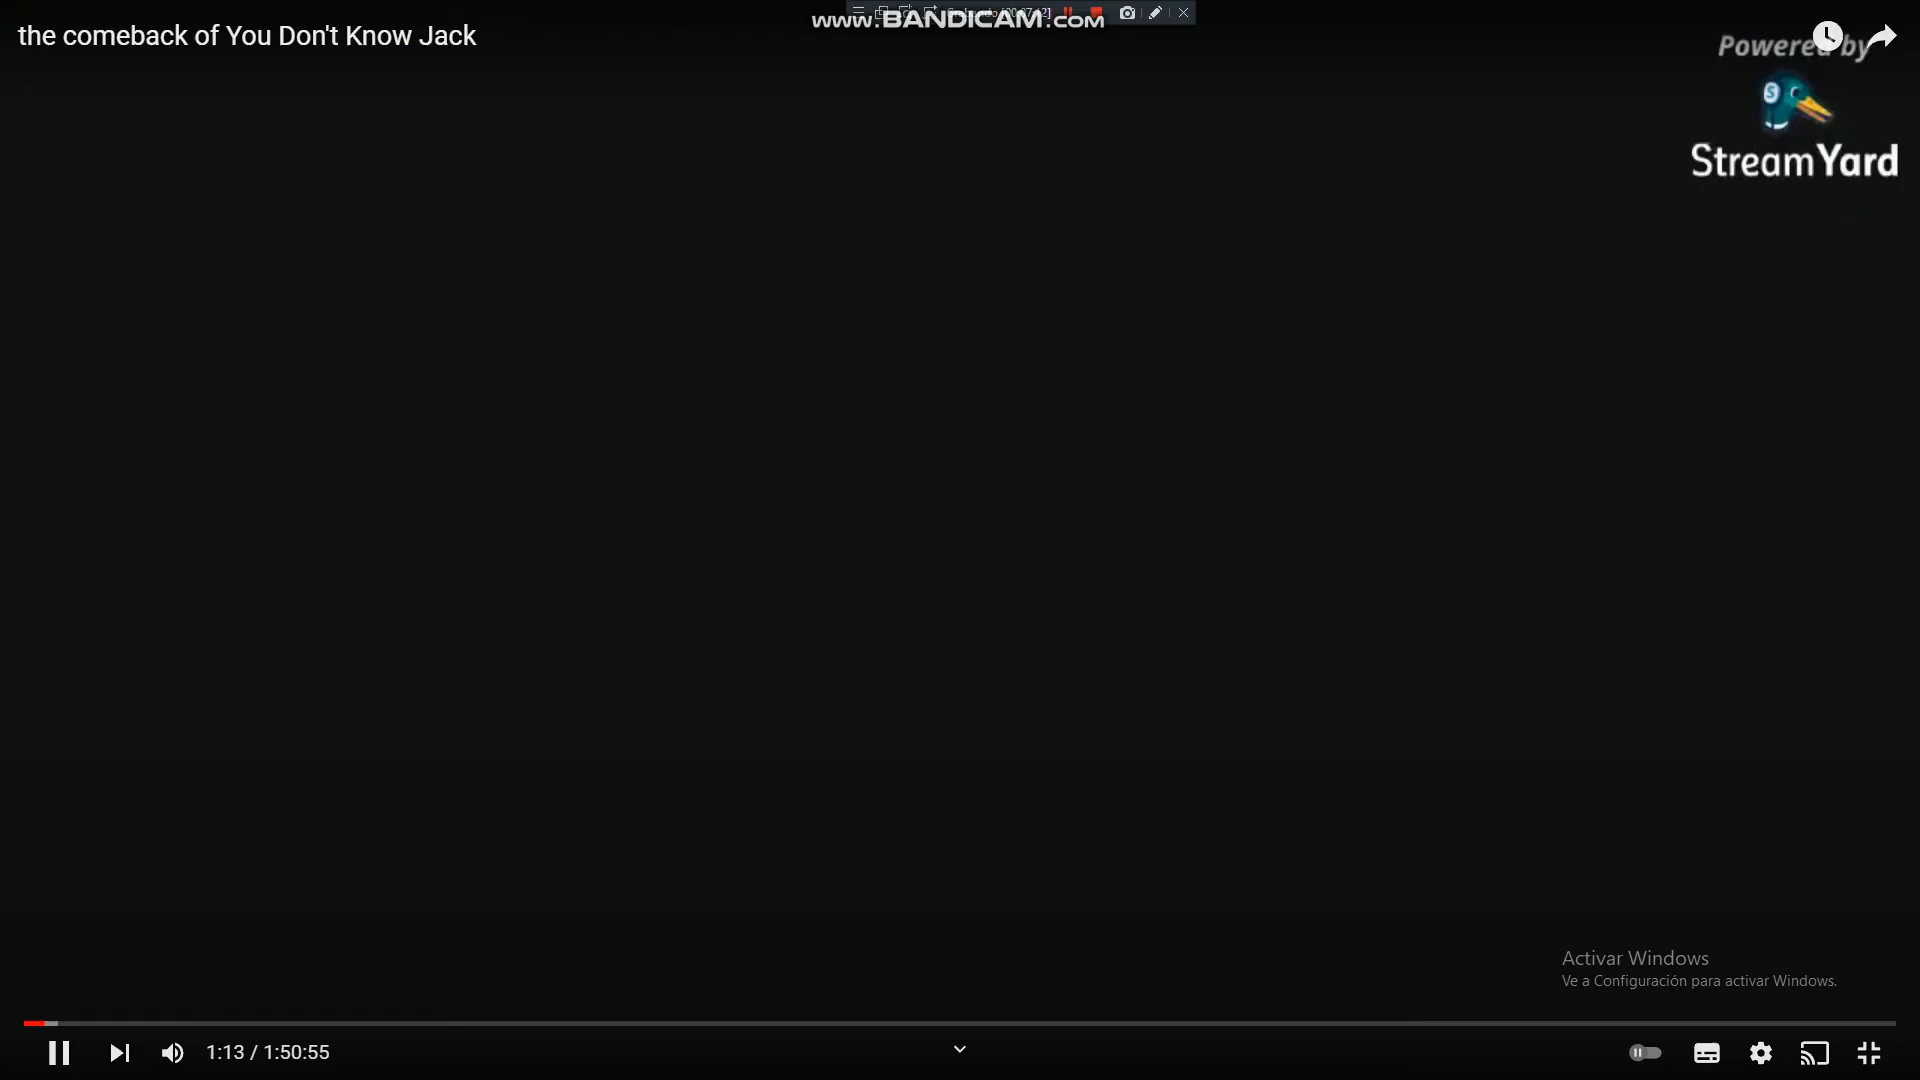 www.BANDICAM.com
the comeback of You Don't Know Jack
Powered by
StreamYard
Activar Windows
Ve a Configuración para activar Windows.
1:13 / 1:50:55